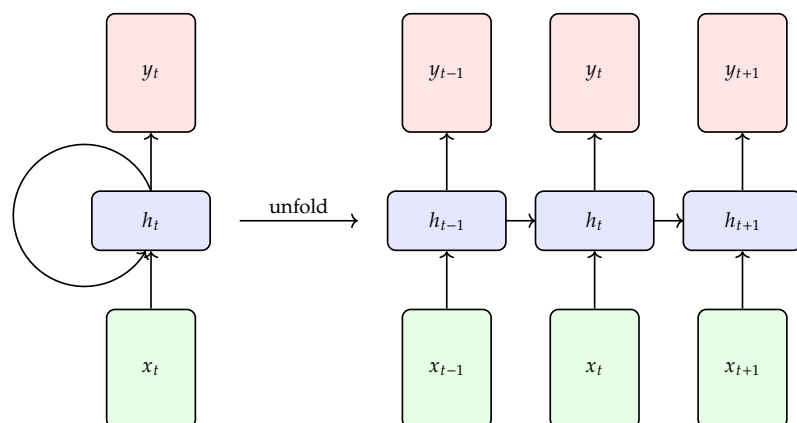 y_t y_{t−1} y_t y_{t+1}
h_t unfold h_{t−1} h_t h_{t+1}
x_t x_{t−1} x_t x_{t+1}